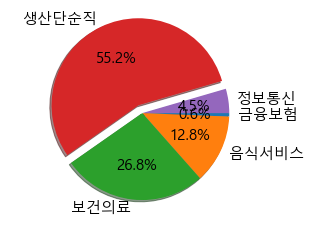 생산단순직
55.2%
정보통신
4.5%
금융보험
0.6%
12.8%
음식서비스
26.8%
보건의료